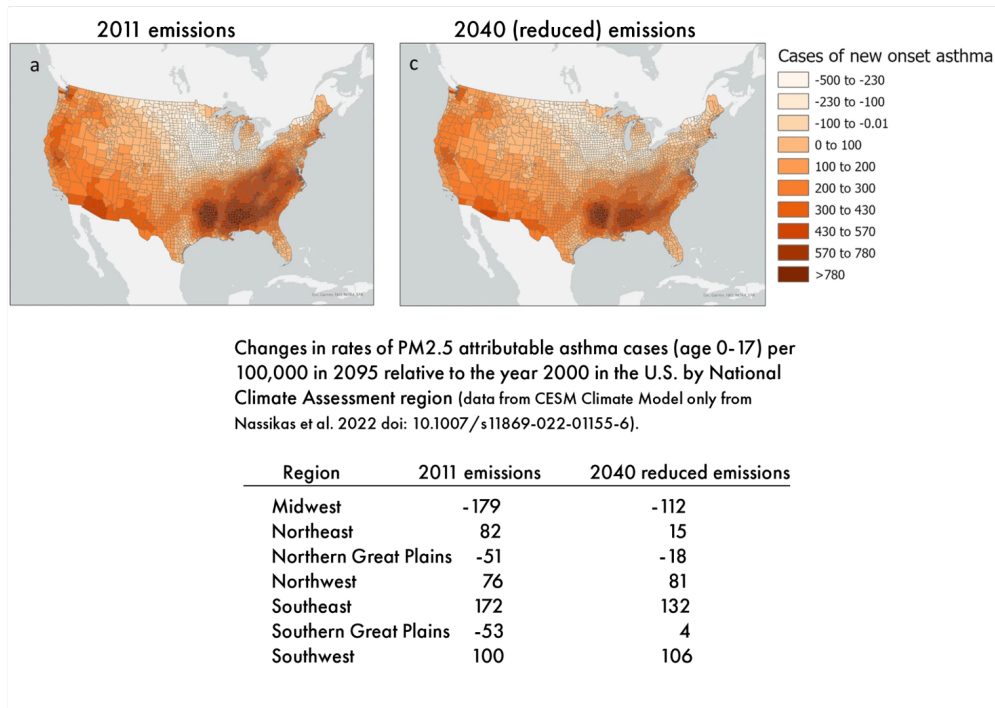 2011 emissions
2040 (reduced) emissions
a
c
Cases of new onset asthma
-500 to -230
-230 to -100
-100 to -0.01
0 to 100
100 to 200
200 to 300
300 to 430
430 to 570
570 to 780
>780
Changes in rates of PM2.5 attributable asthma cases (age 0-17) per
100,000 in 2095 relative to the year 2000 in the U.S. by National
Climate Assessment region (data from CESM Climate Model only from
Nassikas et al. 2022 doi: 10.1007/s11869-022-01155-6).
Region 2011 emissions 2040 reduced emissions
Midwest -179 -112
Northeast 82 15
Northern Great Plains -51 -18
Northwest 76 81
Southeast 172 132
Southern Great Plains -53 4
Southwest 100 106